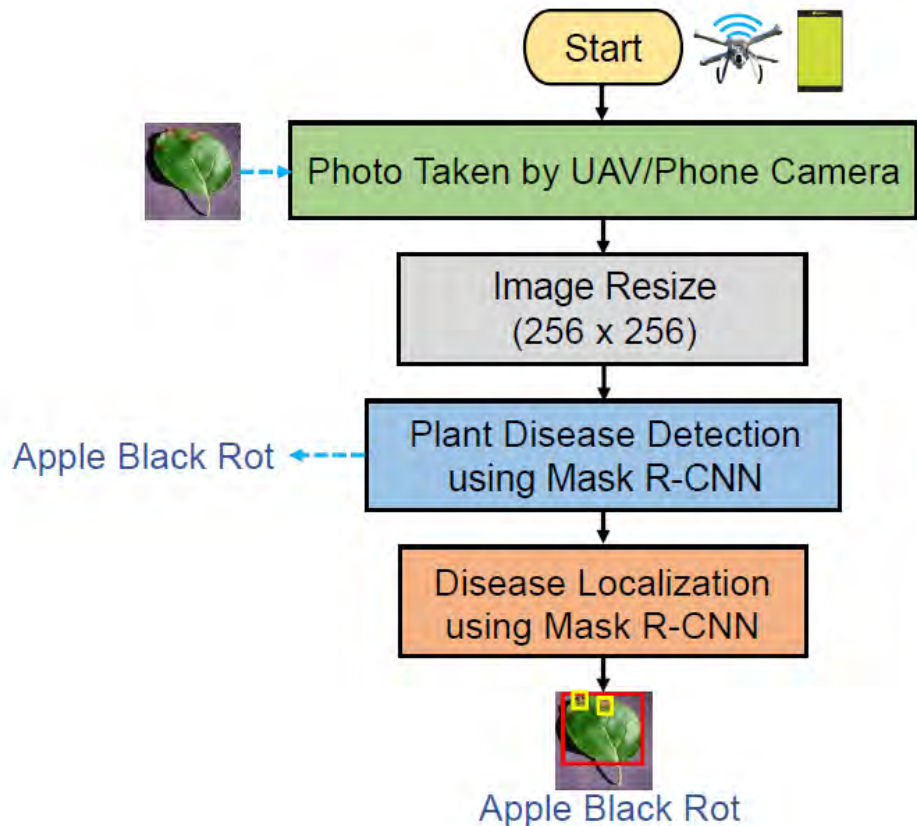 Start
Photo Taken by UAV/Phone Camera
Image Resize
(256 x 256)
Plant Disease Detection
using Mask R-CNN
Apple Black Rot
Disease Localization
using Mask R-CNN
Apple Black Rot